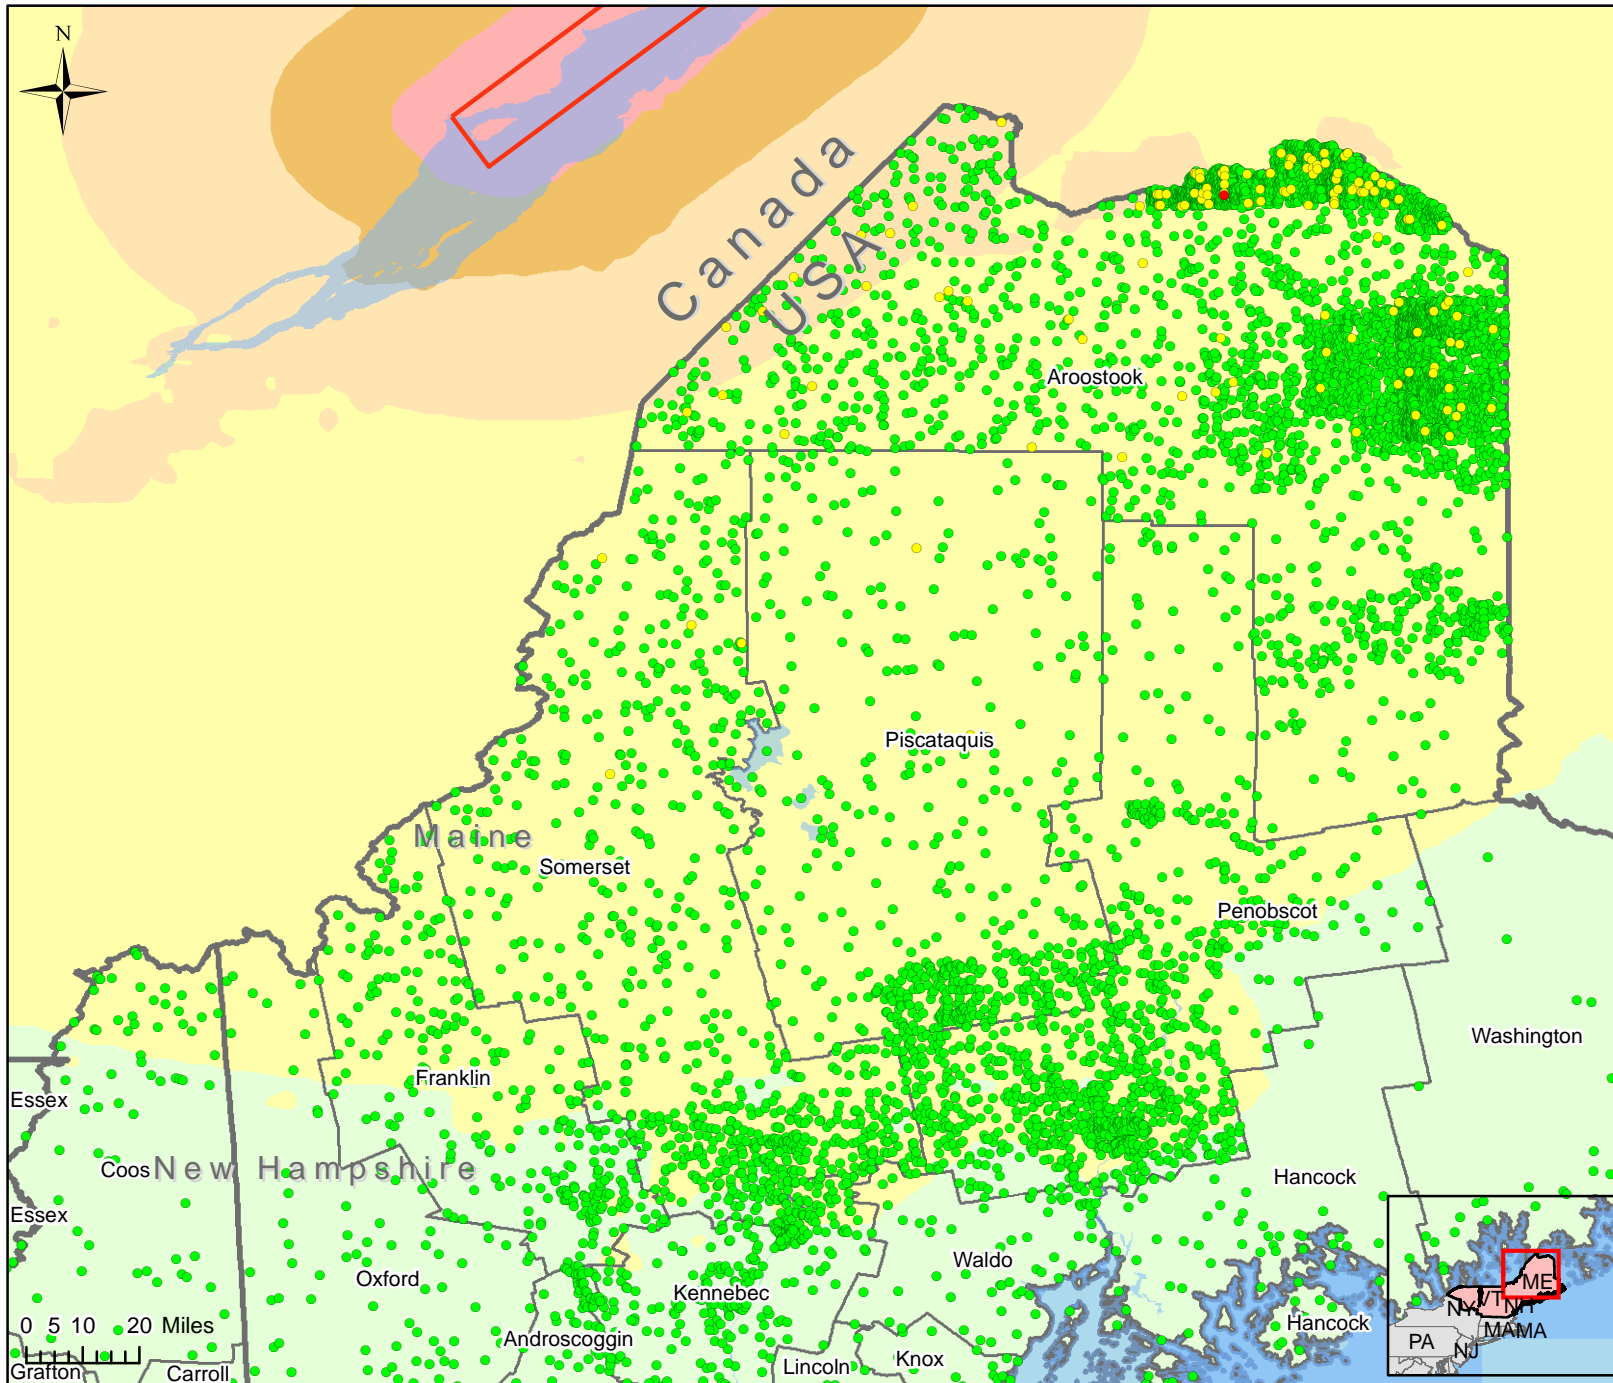 N
Canada
USA
Aroostook
Piscataquis
Maine
Somerset
Penobscot
Washington
Franklin
Essex
Coos
New Hampshire
Hancock
Essex
Waldo
Oxford
Kennebec
ME
VT
NH
NY
Hancock
0 5 10 20 Miles
Androscoggin
MA
MA
PA
NJ
Knox
Lincoln
Grafton
Carroll